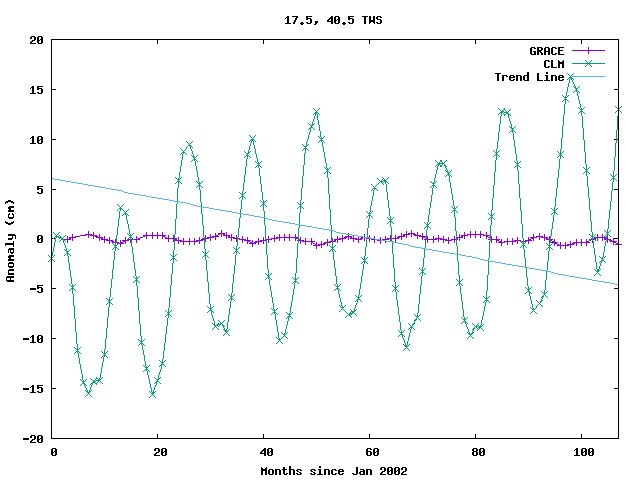 17.5, 40.5 TWS
GRACE
CLM
Trend Line
20
15
10
5
0
-5
-10
-15
-20
Anomaly (cm)
0 20 40 60 80 100
Months since Jan 2002